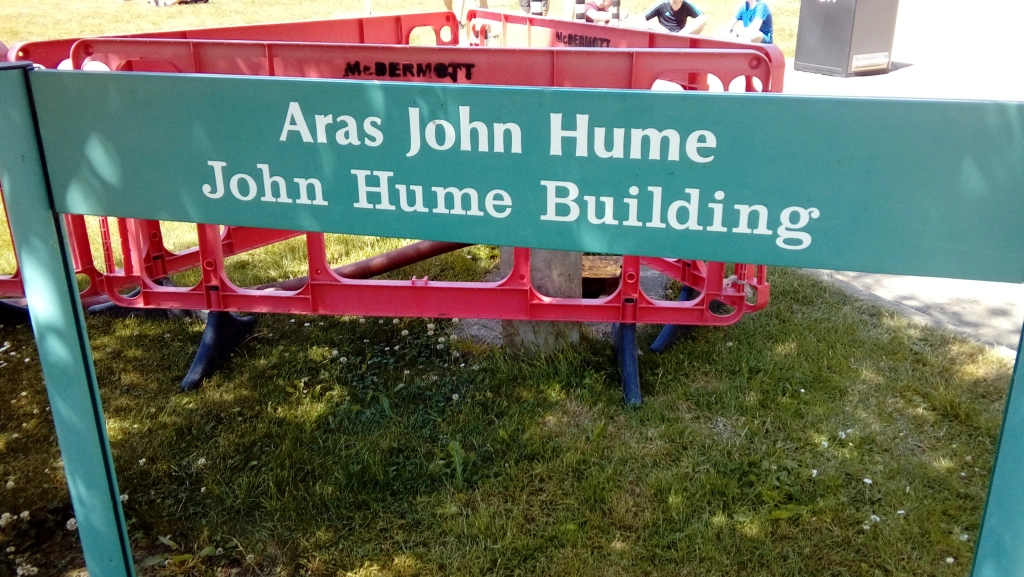 McDERMOTT
McDERMOTT
Aras John Hume
John Hume Building